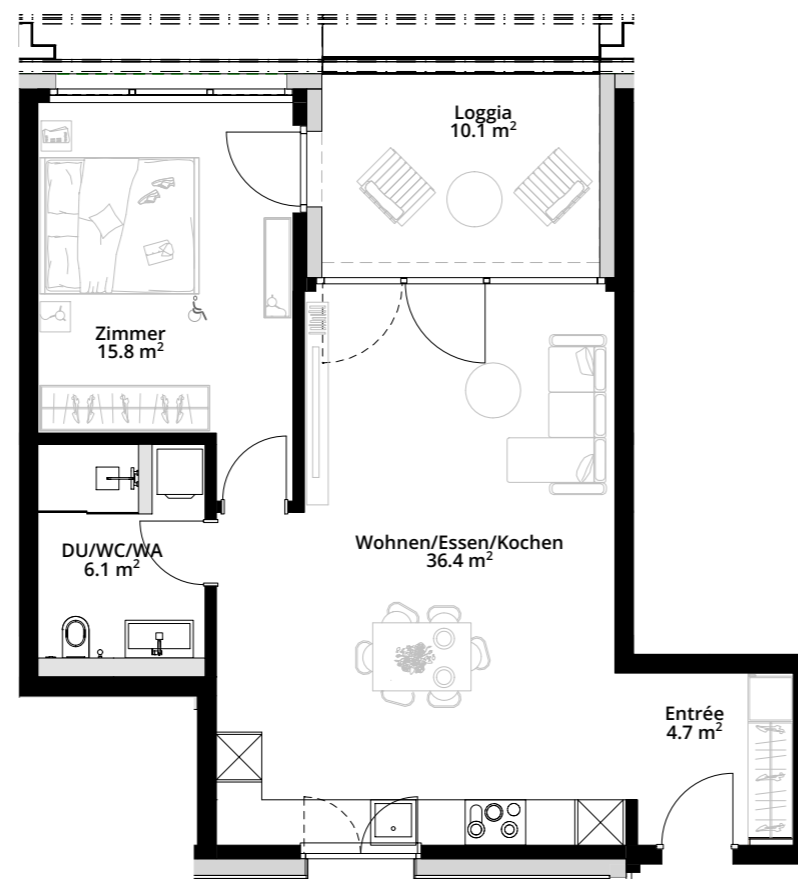 Loggia
10.1 m²
Zimmer
15.8 m²
DU/WC/WA
6.1 m²
Wohnen/Essen/Kochen
36.4 m²
Entrée
4.7 m²